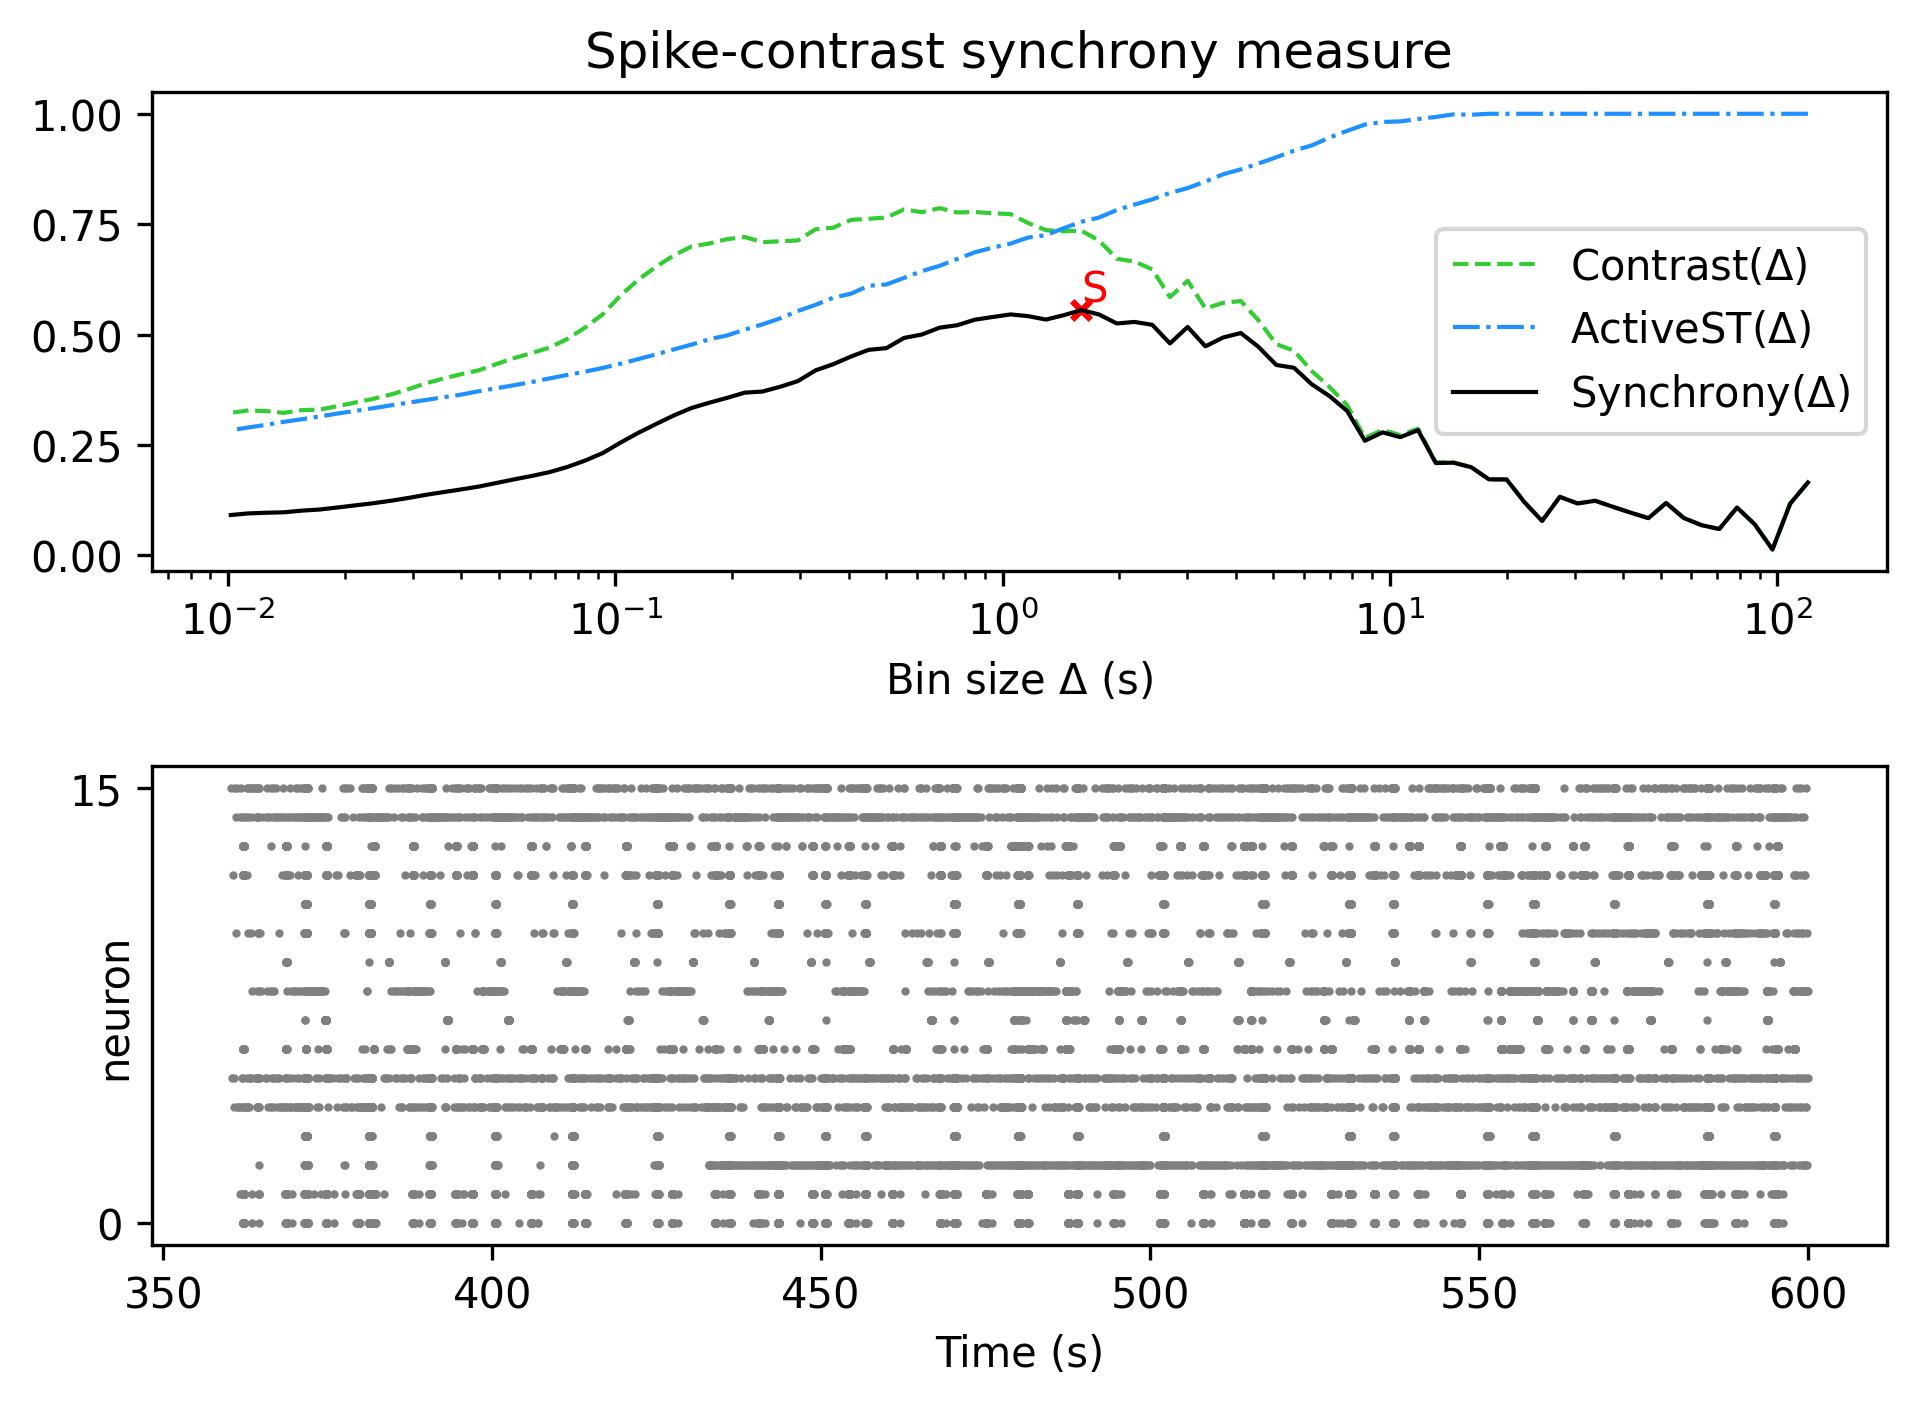 Spike-contrast synchrony measure
1.00
0.75
0.50
0.25
0.00
S
Contrast(Δ)
ActiveST(Δ)
Synchrony(Δ)
10⁻² 10⁻¹ 10⁰ 10¹ 10²
Bin size Δ (s)
15
neuron
0
350 400 450 500 550 600
Time (s)